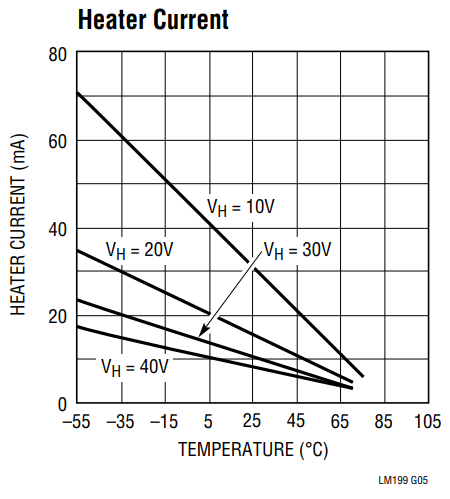 Heater Current
80
60
40
20
0
HEATER CURRENT (mA)
VH = 10V
VH = 20V
VH = 30V
VH = 40V
–55 –35 –15 5 25 45 65 85 105
TEMPERATURE (°C)
LM199 G05